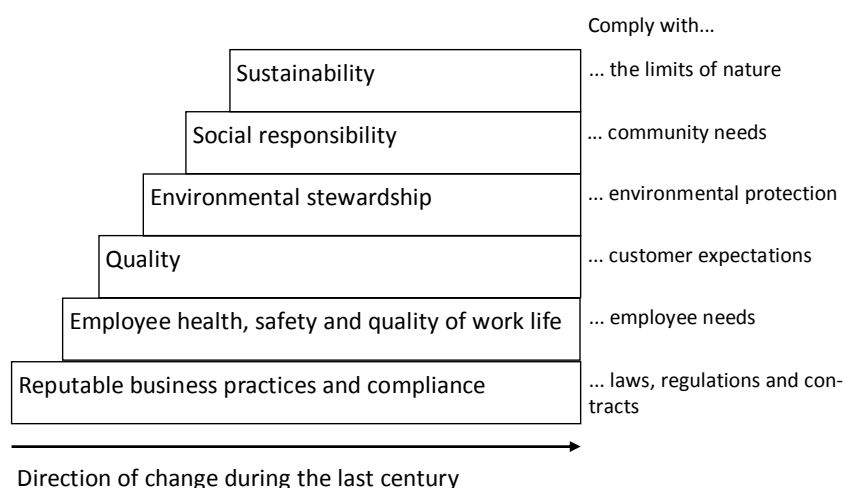 Comply with...
Sustainability
... the limits of nature
Social responsibility
... community needs
Environmental stewardship
... environmental protection
Quality
... customer expectations
Employee health, safety and quality of work life
... employee needs
Reputable business practices and compliance
... laws, regulations and con-
tracts
Direction of change during the last century